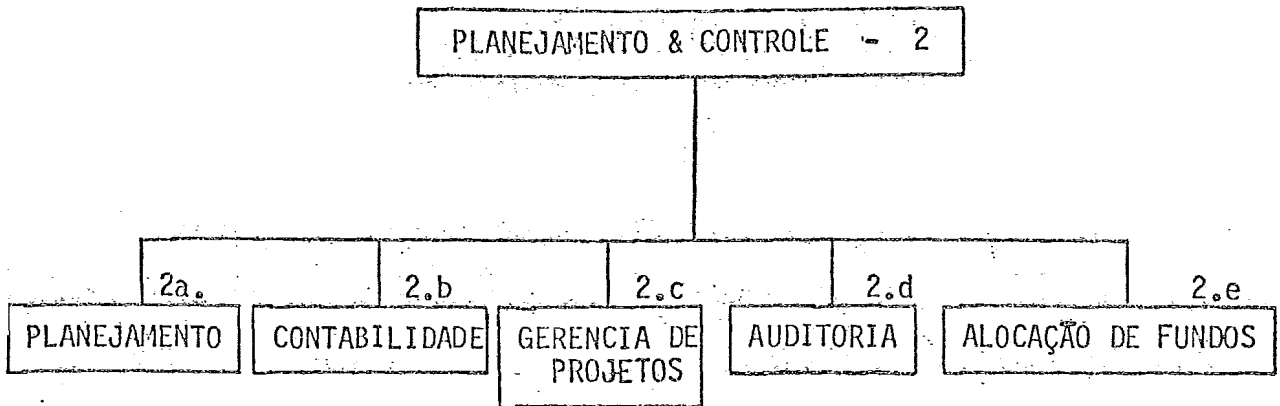 PLANEJAMENTO & CONTROLE - 2
2a.
PLANEJAMENTO
2.b
CONTABILIDADE
2.c
GERENCIA DE
PROJETOS
2.d
AUDITORIA
2.e
ALOCAÇÃO DE FUNDOS